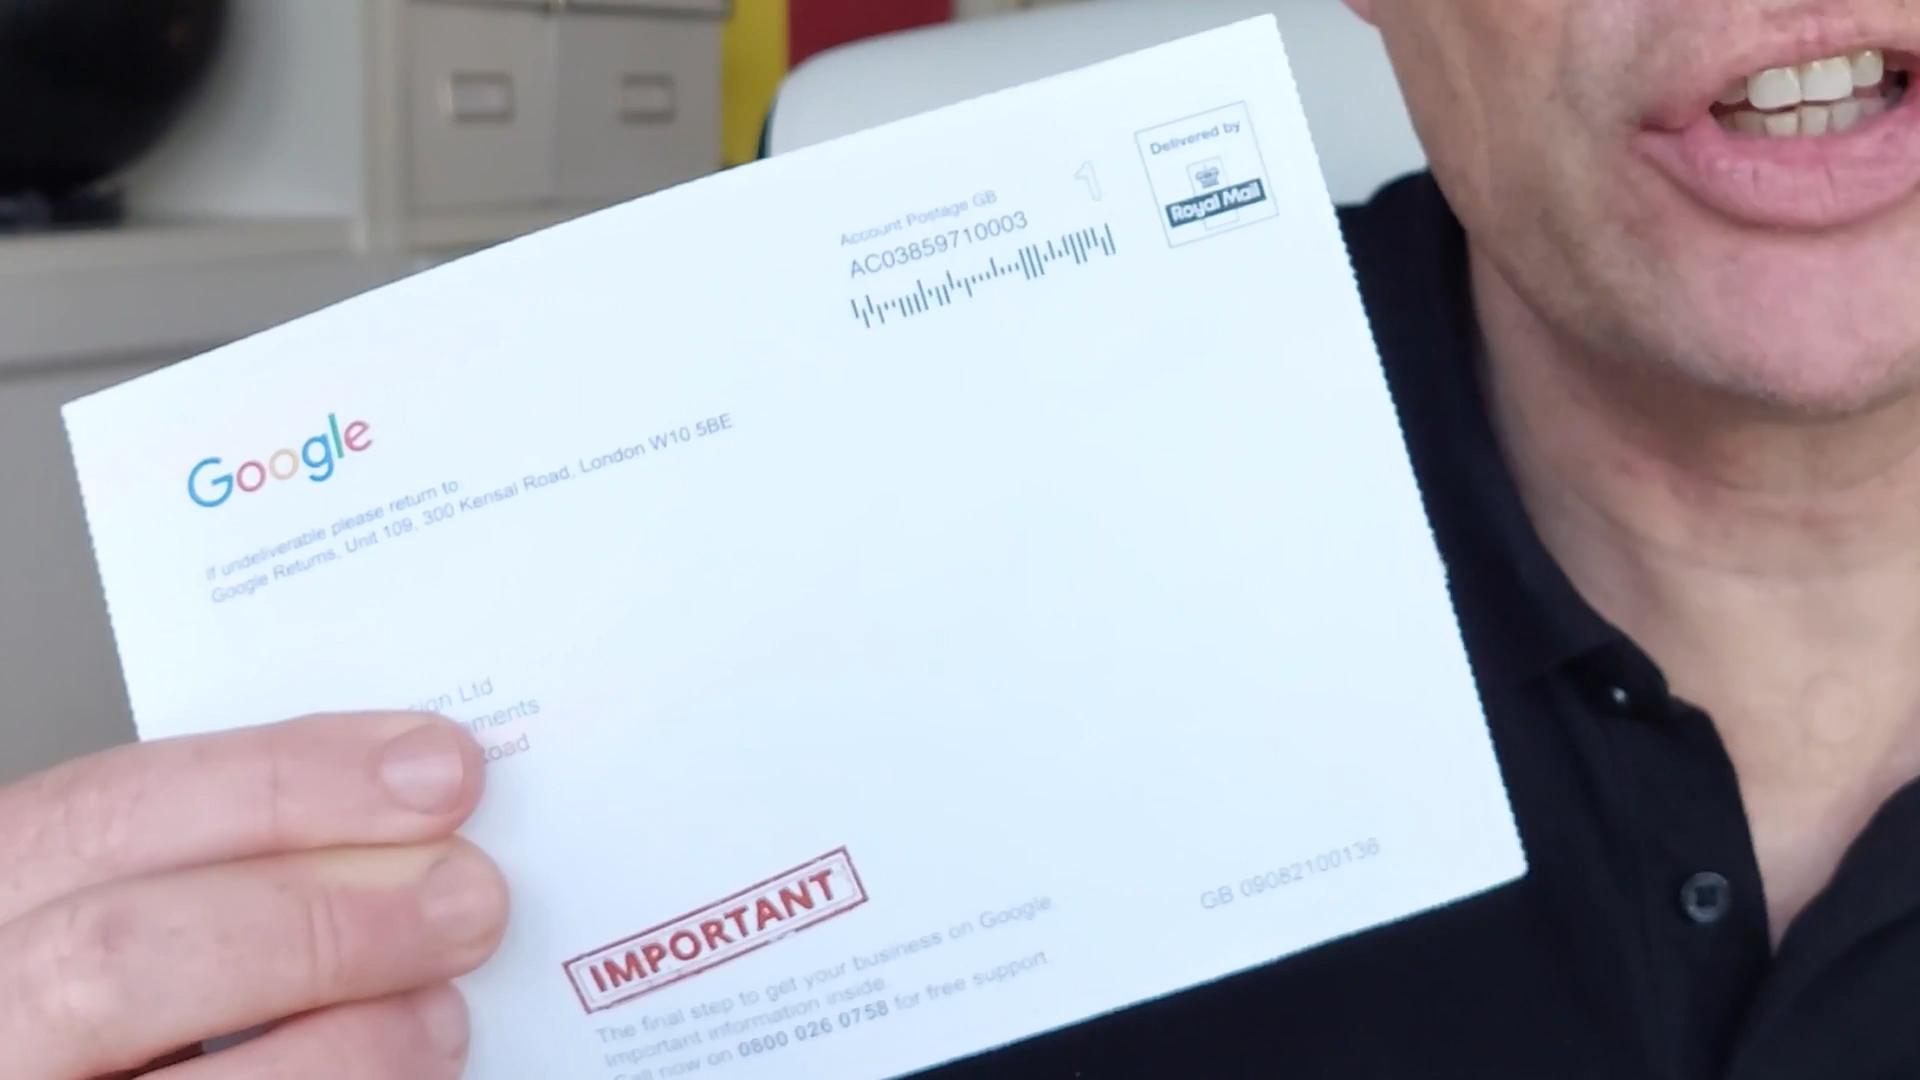 Delivered by
Royal Mail
1
Account Postage GB
AC03859710003
Google
If undeliverable please return to
Google Returns, Unit 109, 300 Kensal Road, London W10 5BE
Ltd
Road
IMPORTANT
The final step to get your business on Google.
Important information inside.
Call now on 0800 026 0758 for free support.
GB 09082100136